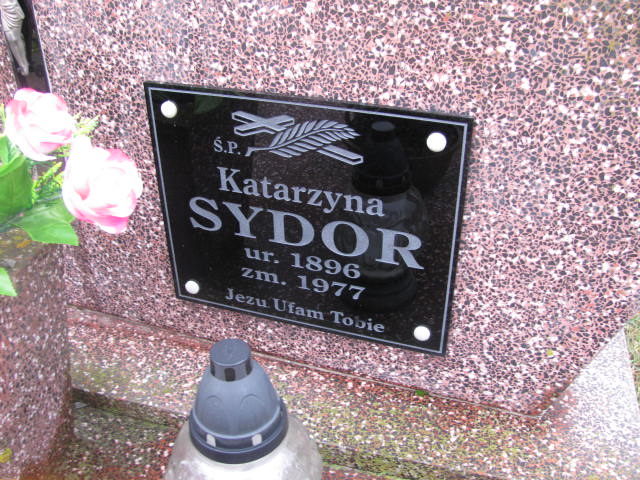 Ś.P.
Katarzyna
SYDOR
ur. 1896
zm. 1977
Jezu Ufam Tobie